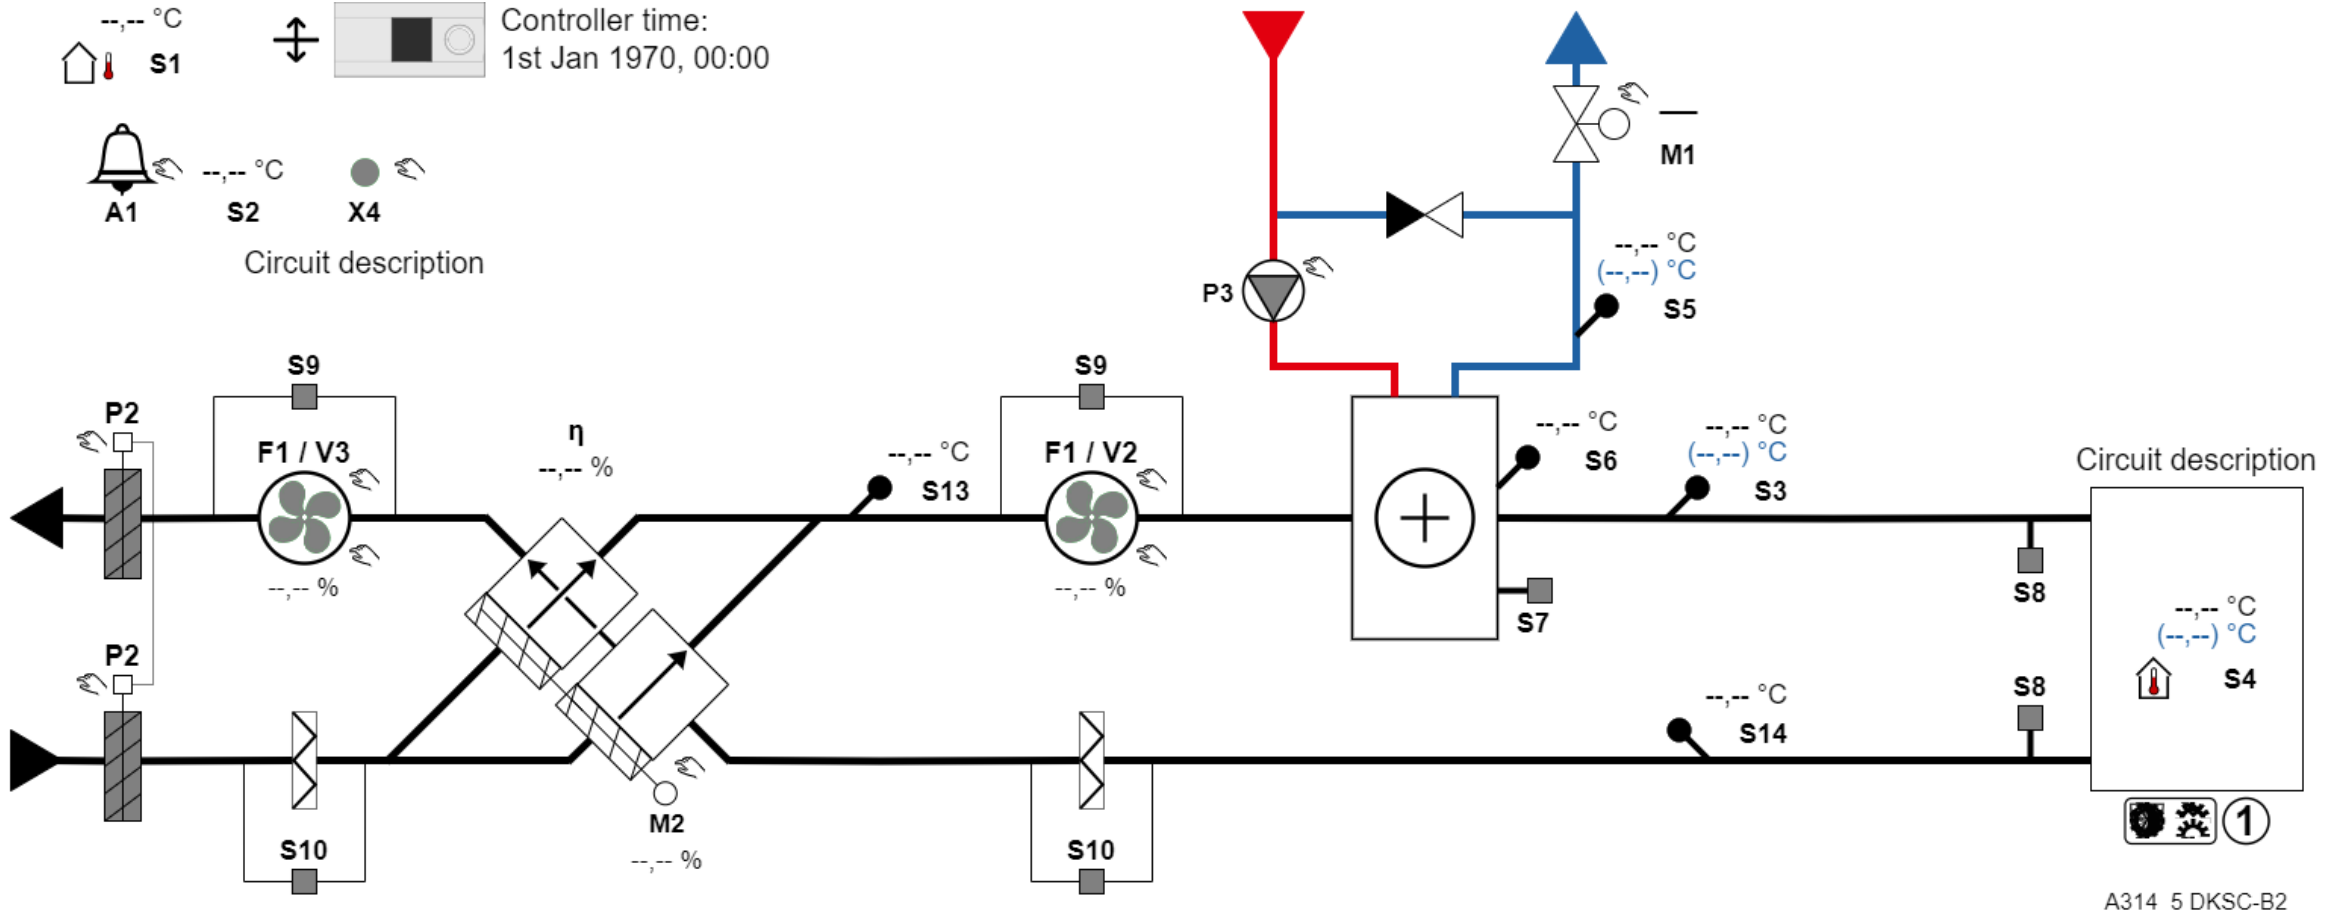 --,-- °C
S1
Controller time:
1st Jan 1970, 00:00
A1
--,-- °C
S2
X4
Circuit description
M1
--,-- °C
(--,--) °C
S5
P3
S9
S9
P2
F1 / V3
η
--,-- %
--,-- °C
S13
F1 / V2
--,-- °C
S6
--,-- °C
(--,--) °C
S3
Circuit description
--,-- %
--,-- %
S7
S8
--,-- °C
(--,--) °C
S4
P2
S8
--,-- °C
S14
M2
--,-- %
S10
S10
1
A314_5 DKSC-B2